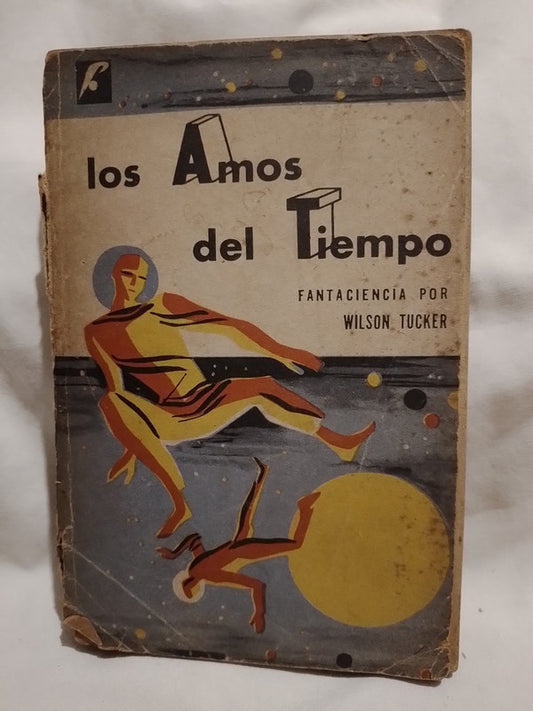 los Amos
del Tiempo
FANTACIENCIA POR
WILSON TUCKER